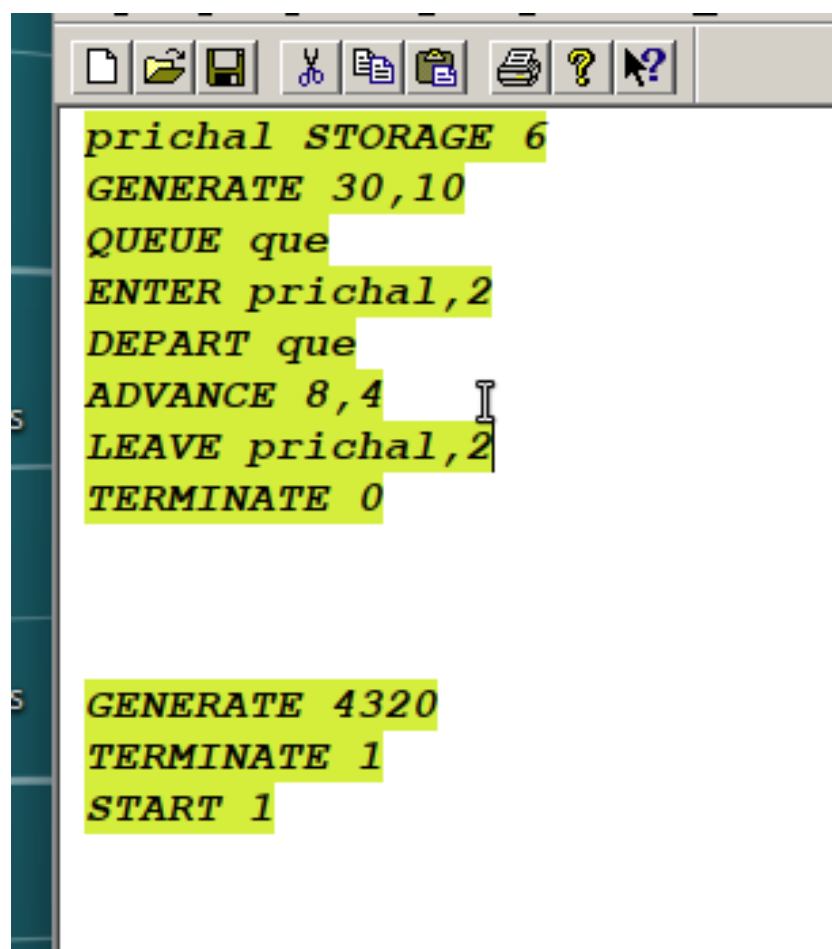 prichal STORAGE 6
GENERATE 30,10
QUEUE que
ENTER prichal,2
DEPART que
ADVANCE 8,4
LEAVE prichal,2
TERMINATE 0
GENERATE 4320
TERMINATE 1
START 1